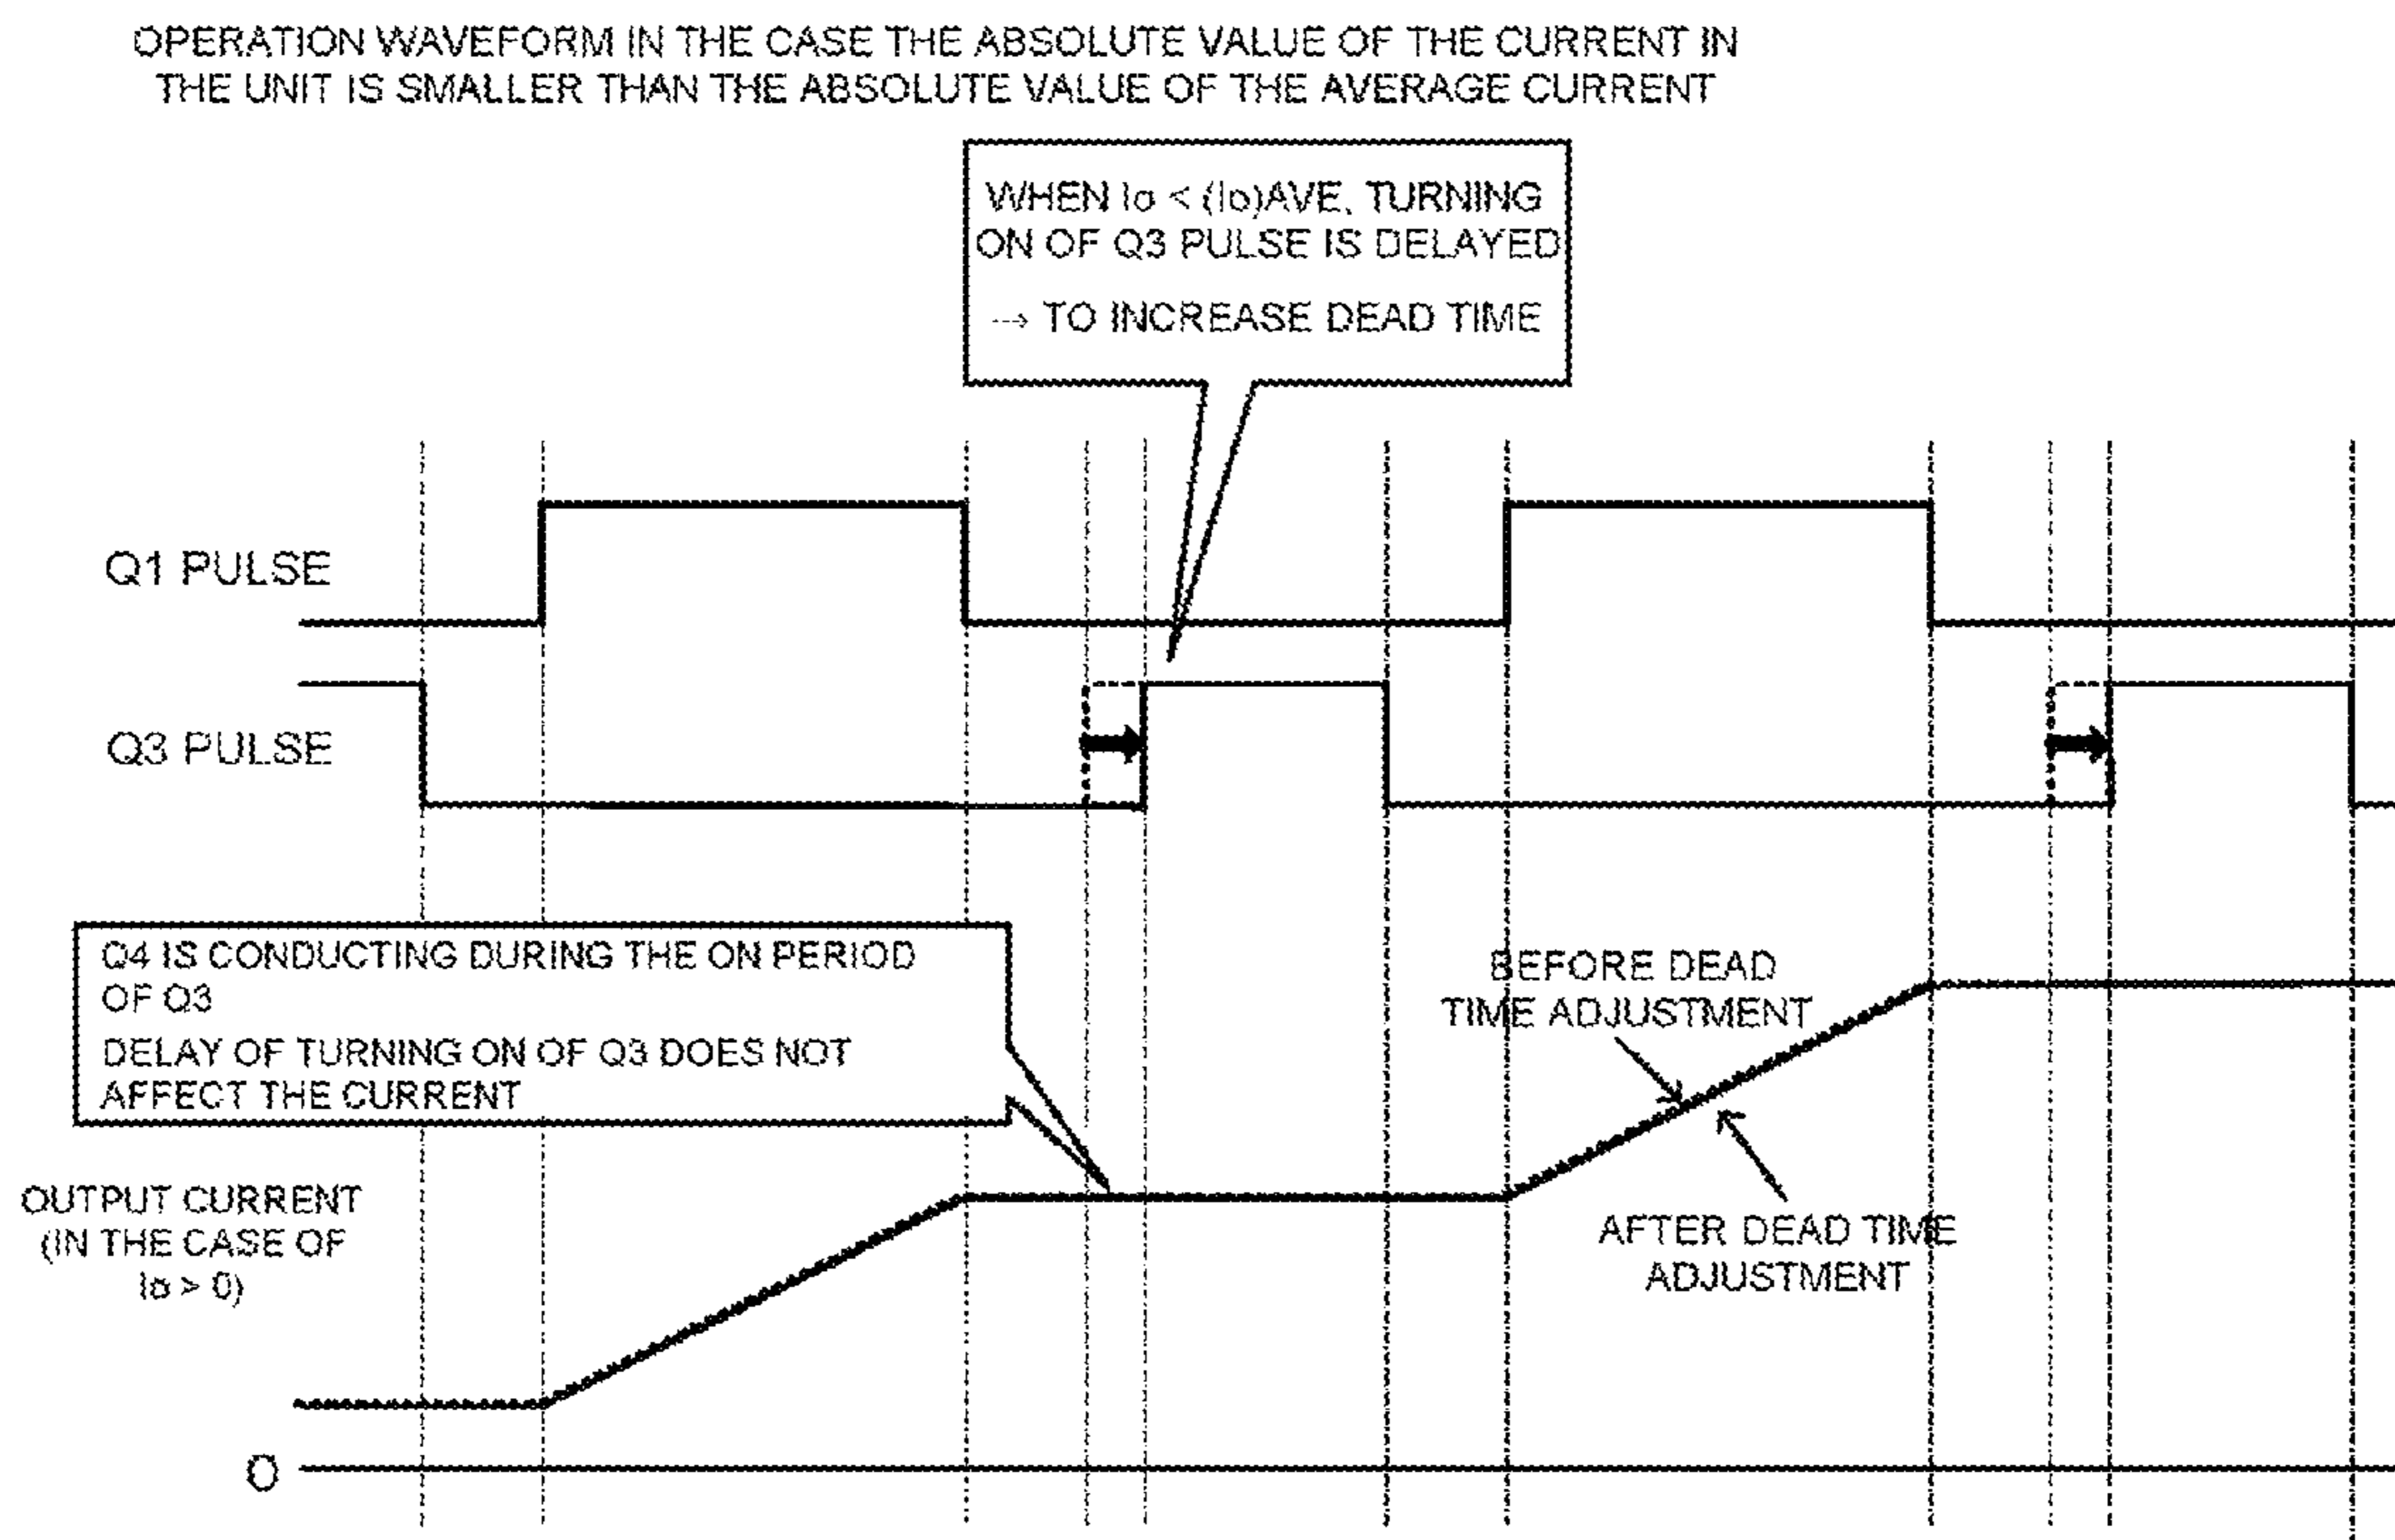 OPERATION WAVEFORM IN THE CASE THE ABSOLUTE VALUE OF THE CURRENT IN
THE UNIT IS SMALLER THAN THE ABSOLUTE VALUE OF THE AVERAGE CURRENT
WHEN Io < (Io)AVE, TURNING
ON OF Q3 PULSE IS DELAYED
→ TO INCREASE DEAD TIME
Q1 PULSE
Q3 PULSE
Q4 IS CONDUCTING DURING THE ON PERIOD
OF Q3
DELAY OF TURNING ON OF Q3 DOES NOT
AFFECT THE CURRENT
BEFORE DEAD
TIME ADJUSTMENT
OUTPUT CURRENT
(IN THE CASE OF
Io > 0)
AFTER DEAD TIME
ADJUSTMENT
O